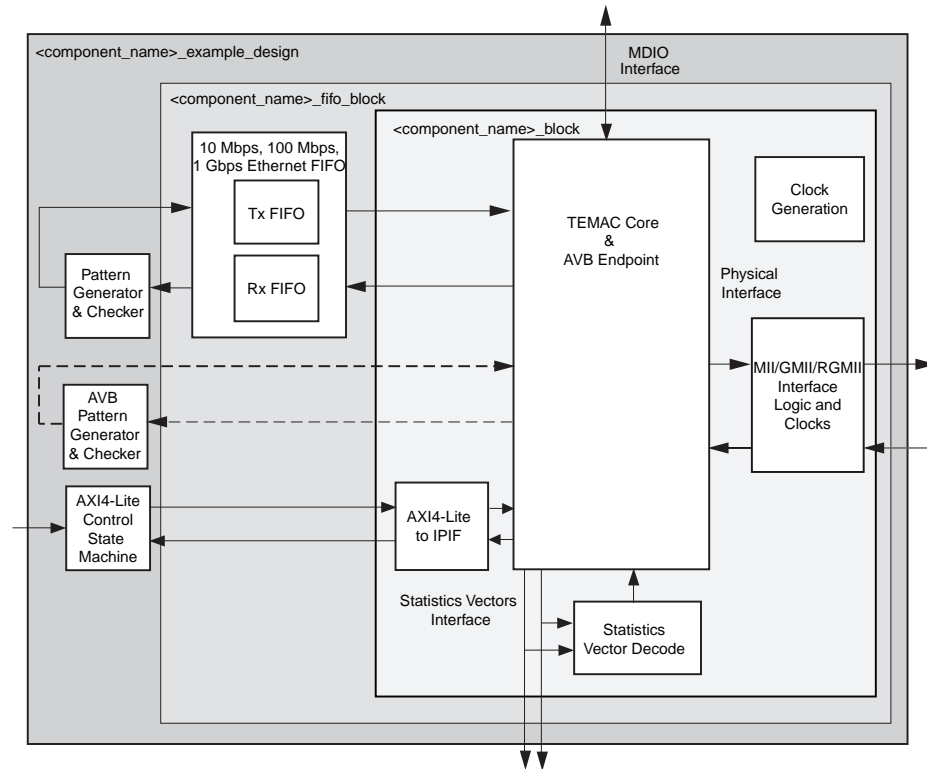 <component_name>_example_design
MDIO
Interface
<component_name>_fifo_block
<component_name>_block
10 Mbps, 100 Mbps,
1 Gbps Ethernet FIFO
Tx FIFO
Rx FIFO
TEMAC Core
&
AVB Endpoint
Clock
Generation
Pattern
Generator
& Checker
Physical
Interface
MII/GMII/RGMII
Interface
Logic and
Clocks
AVB
Pattern
Generator
& Checker
AXI4-Lite
Control
State
Machine
AXI4-Lite
to IPIF
Statistics Vectors
Interface
Statistics
Vector Decode